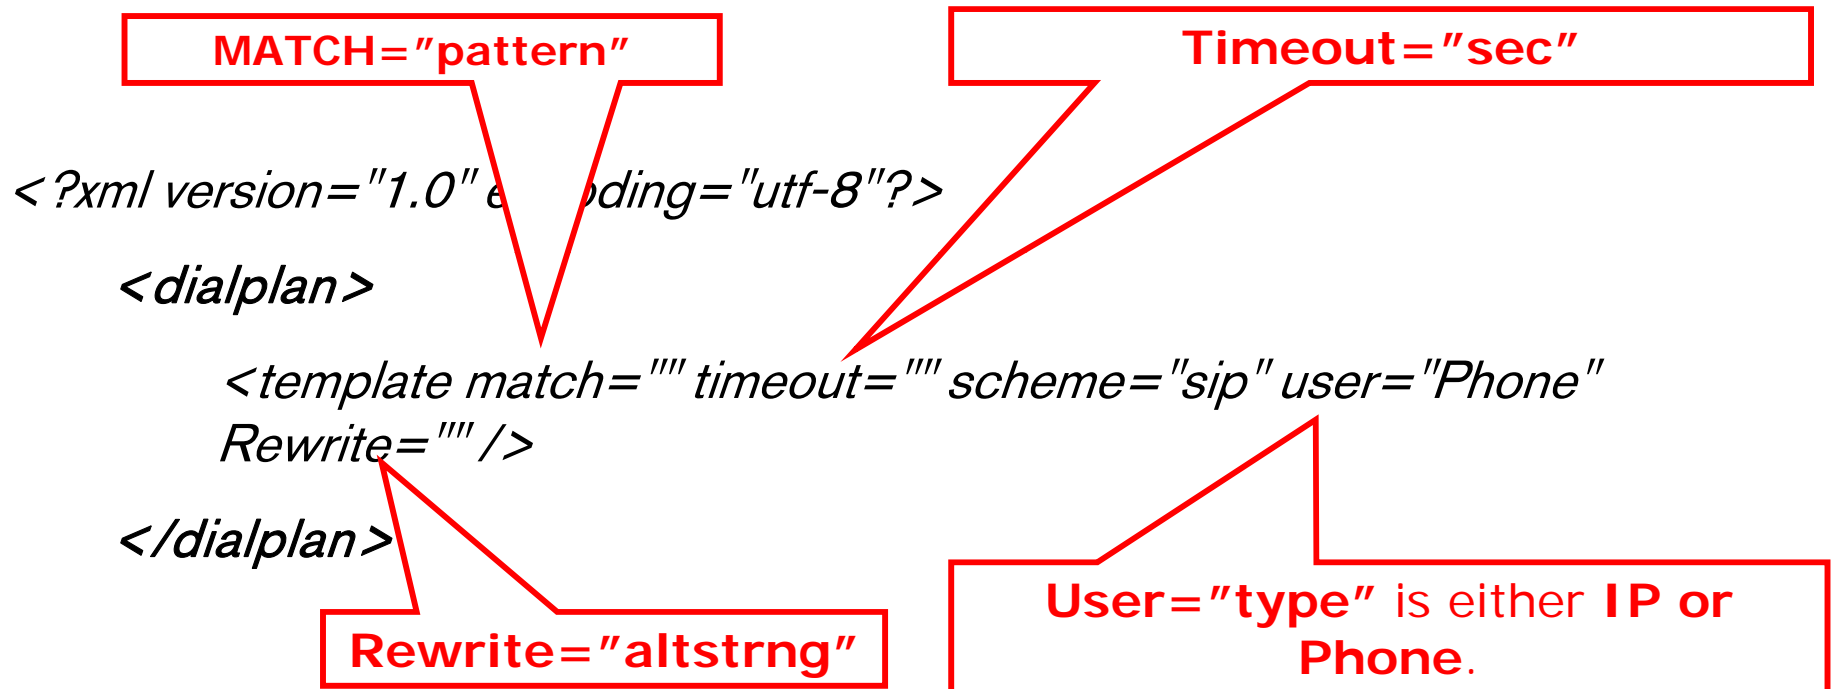 MATCH="pattern"
Timeout="sec"
<?xml version="1.0" e oding="utf-8"?>
<dialplan>
<template match="" timeout="" scheme="sip" user="Phone"
Rewrite="" />
</dialplan>
Rewrite="altstrng"
User="type" is either IP or
Phone.